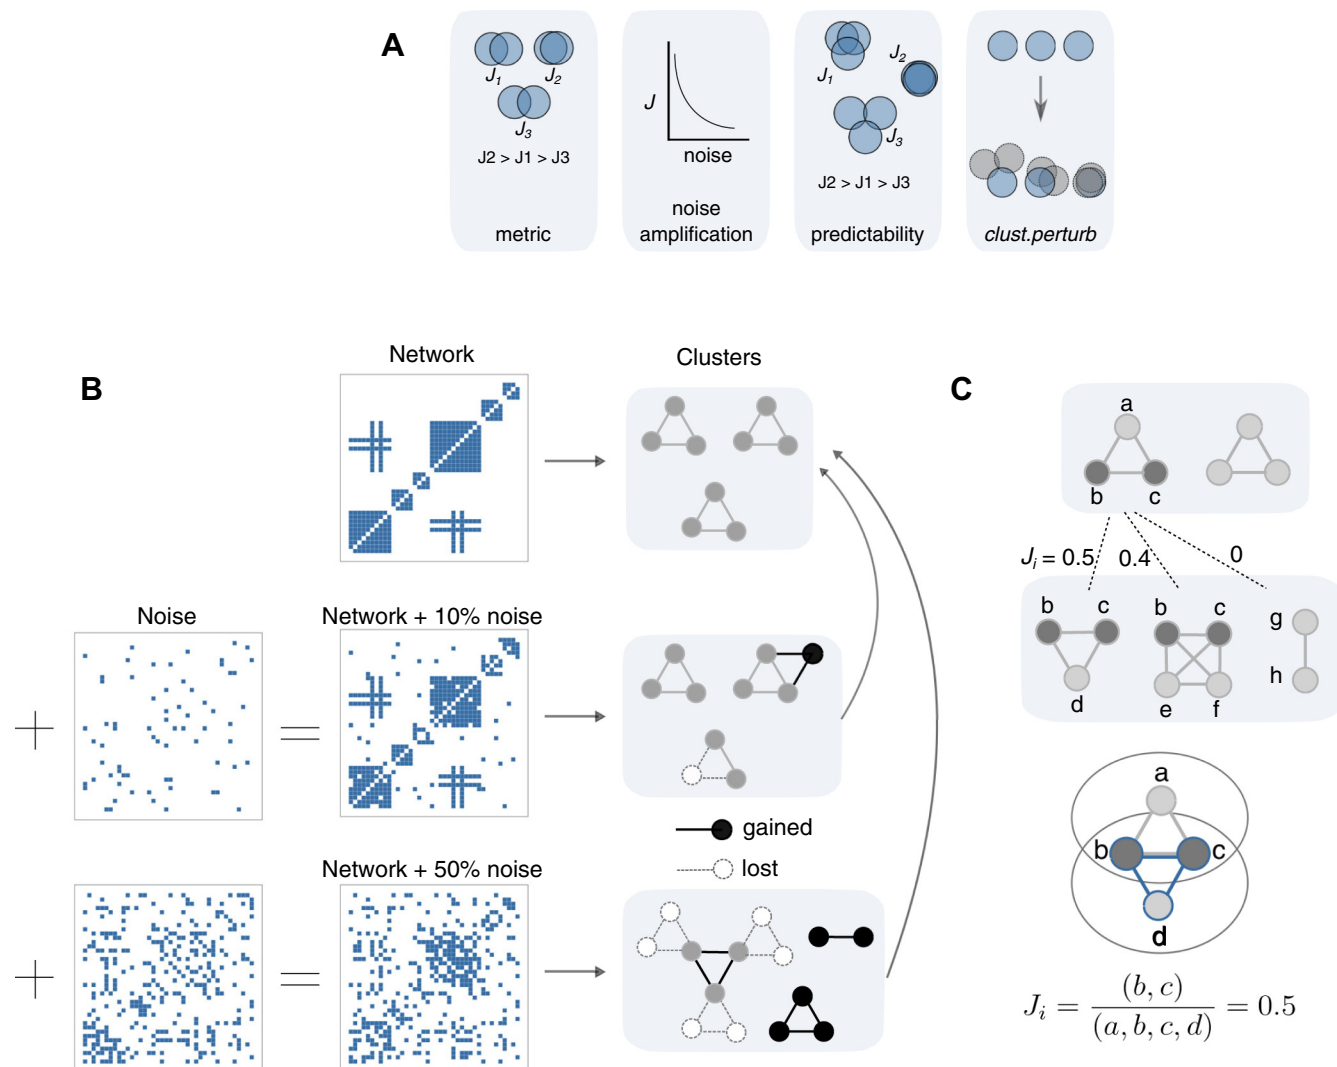 A
J1
J2
J3
J2 > J1 > J3
metric
J
noise
noise
amplification
J1
J2
J3
J2 > J1 > J3
predictability
clust.perturb
B
Network
Clusters
Noise
Network + 10% noise
+
=
gained
lost
Network + 50% noise
+
=
C
a
b
c
Ji = 0.5
0.4
0
b
c
d
b
c
e
f
g
h
a
b
c
d
Ji = (b, c) / (a, b, c, d) = 0.5